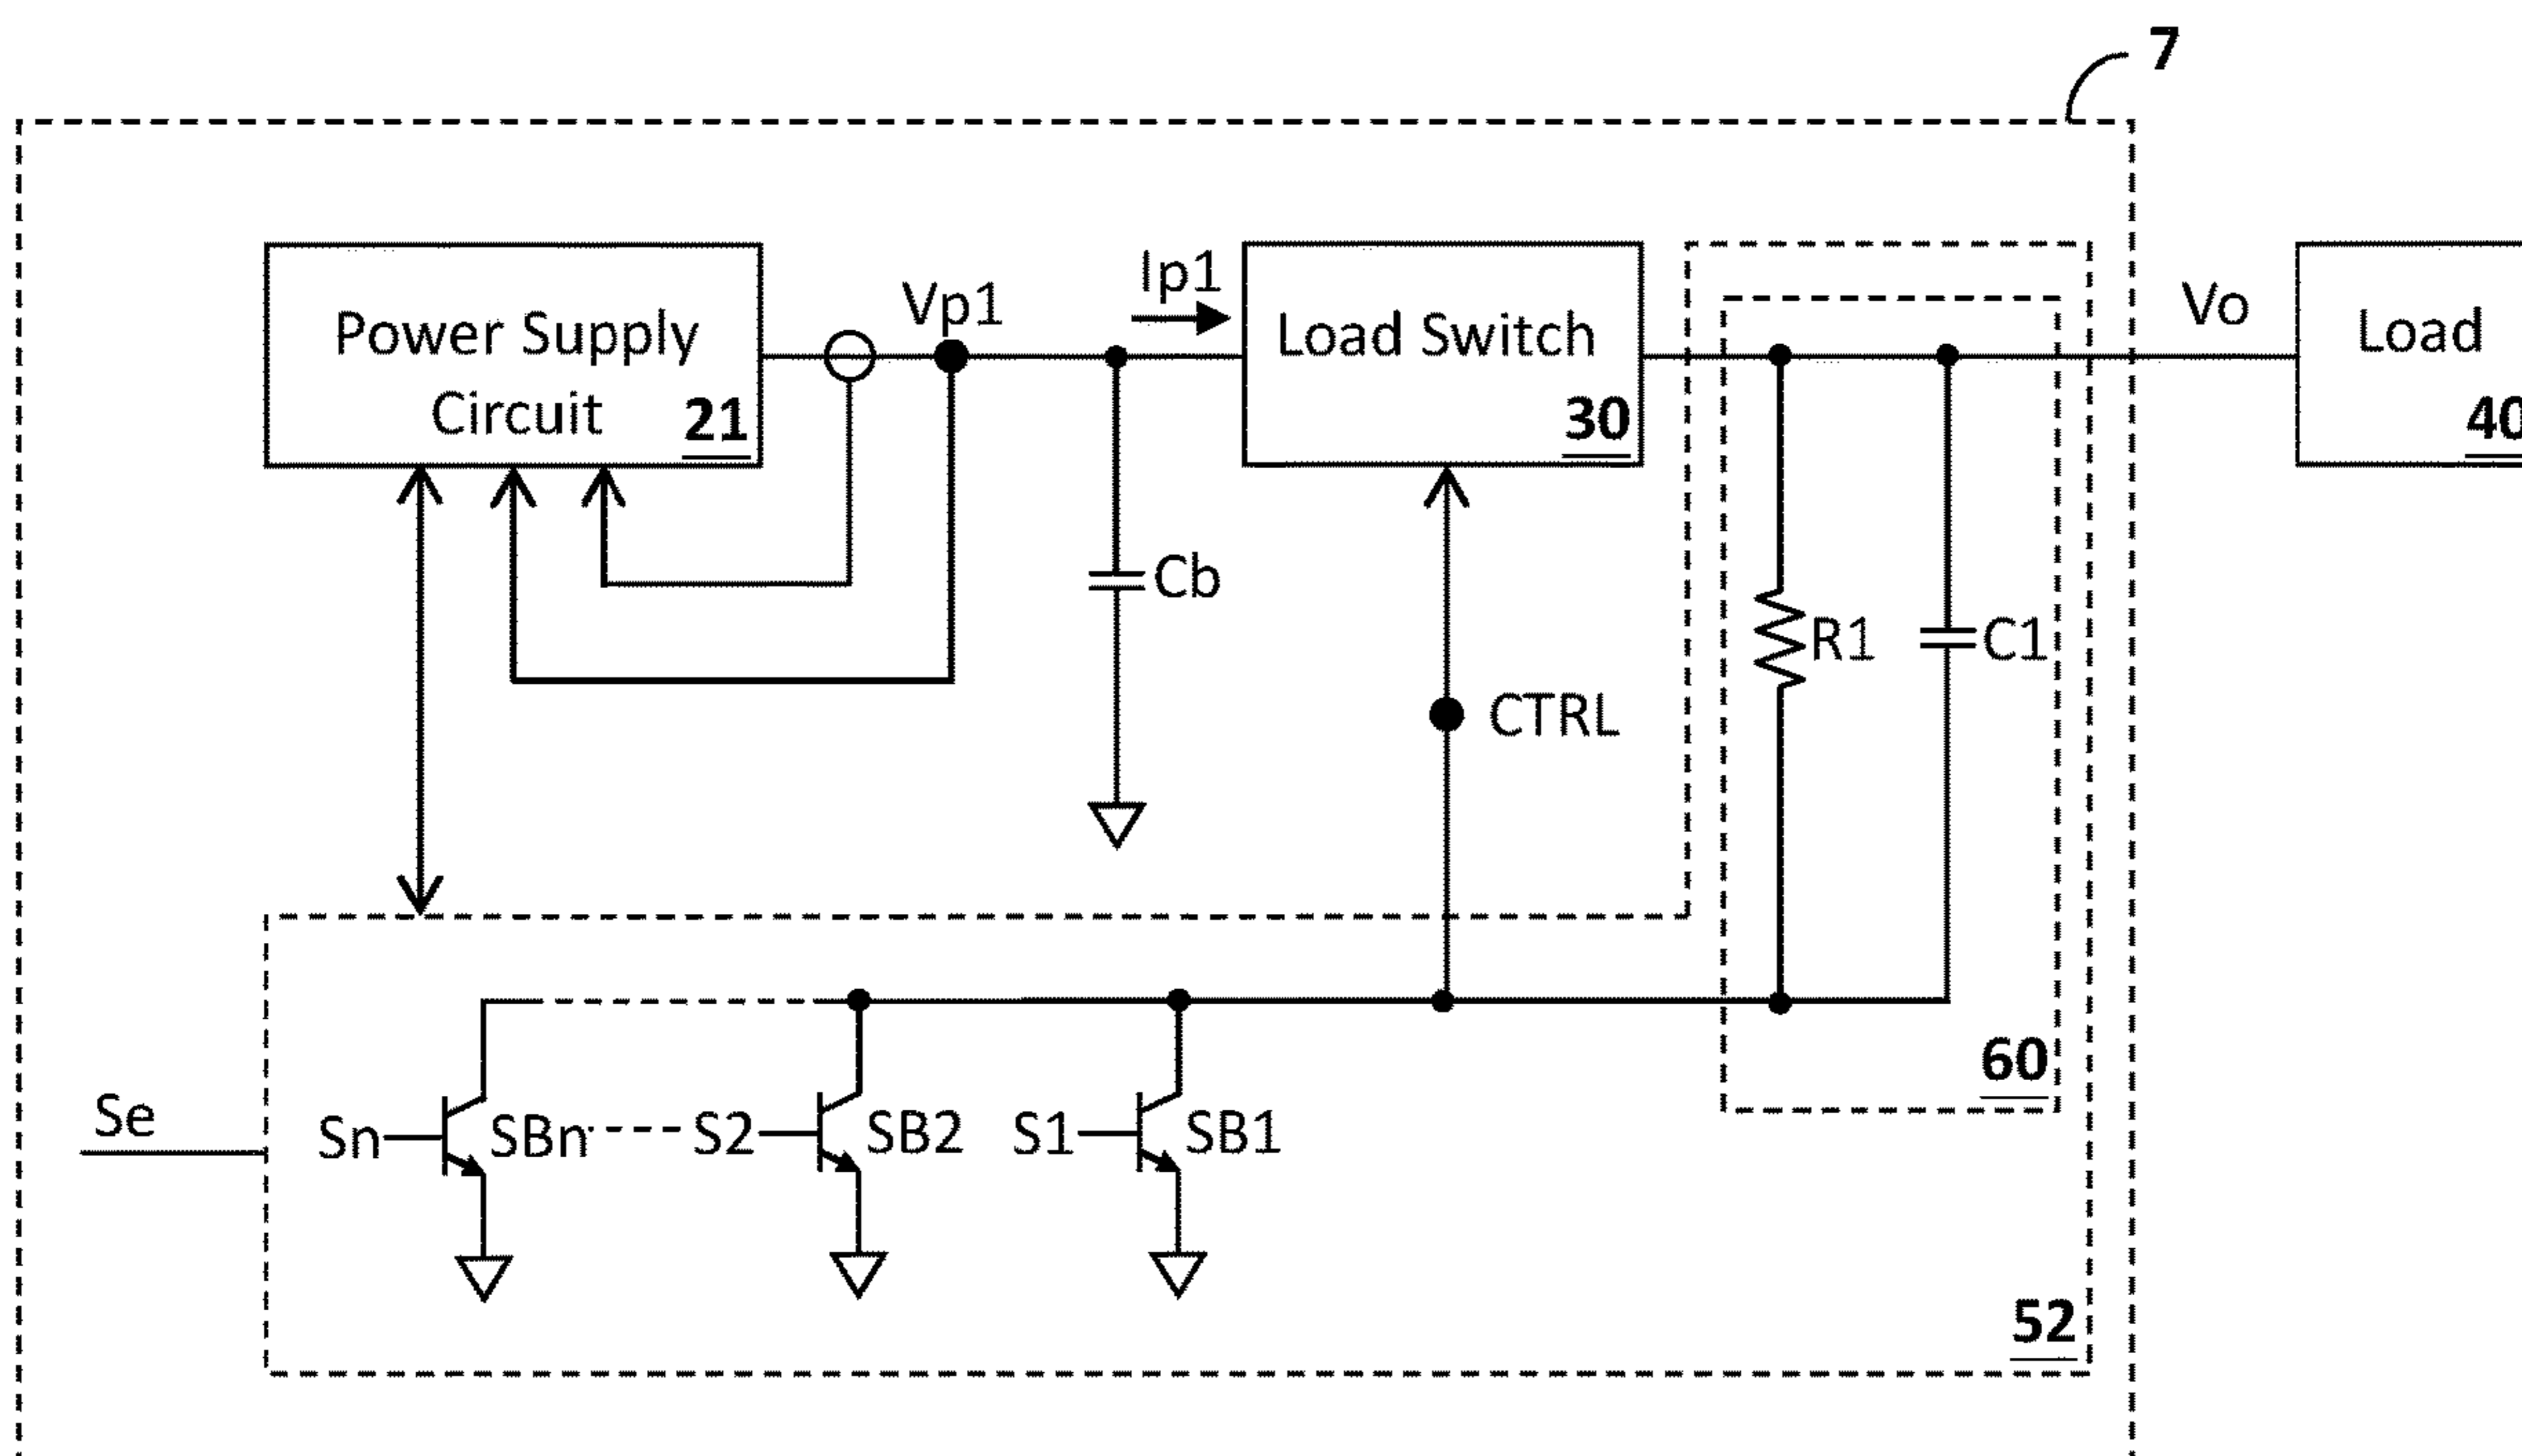 7
Power Supply
Circuit 21
Vp1
Ip1
Load Switch
30
Vo
Load
40
Cb
R1
C1
CTRL
60
Se
Sn
SBn
S2
SB2
S1
SB1
52